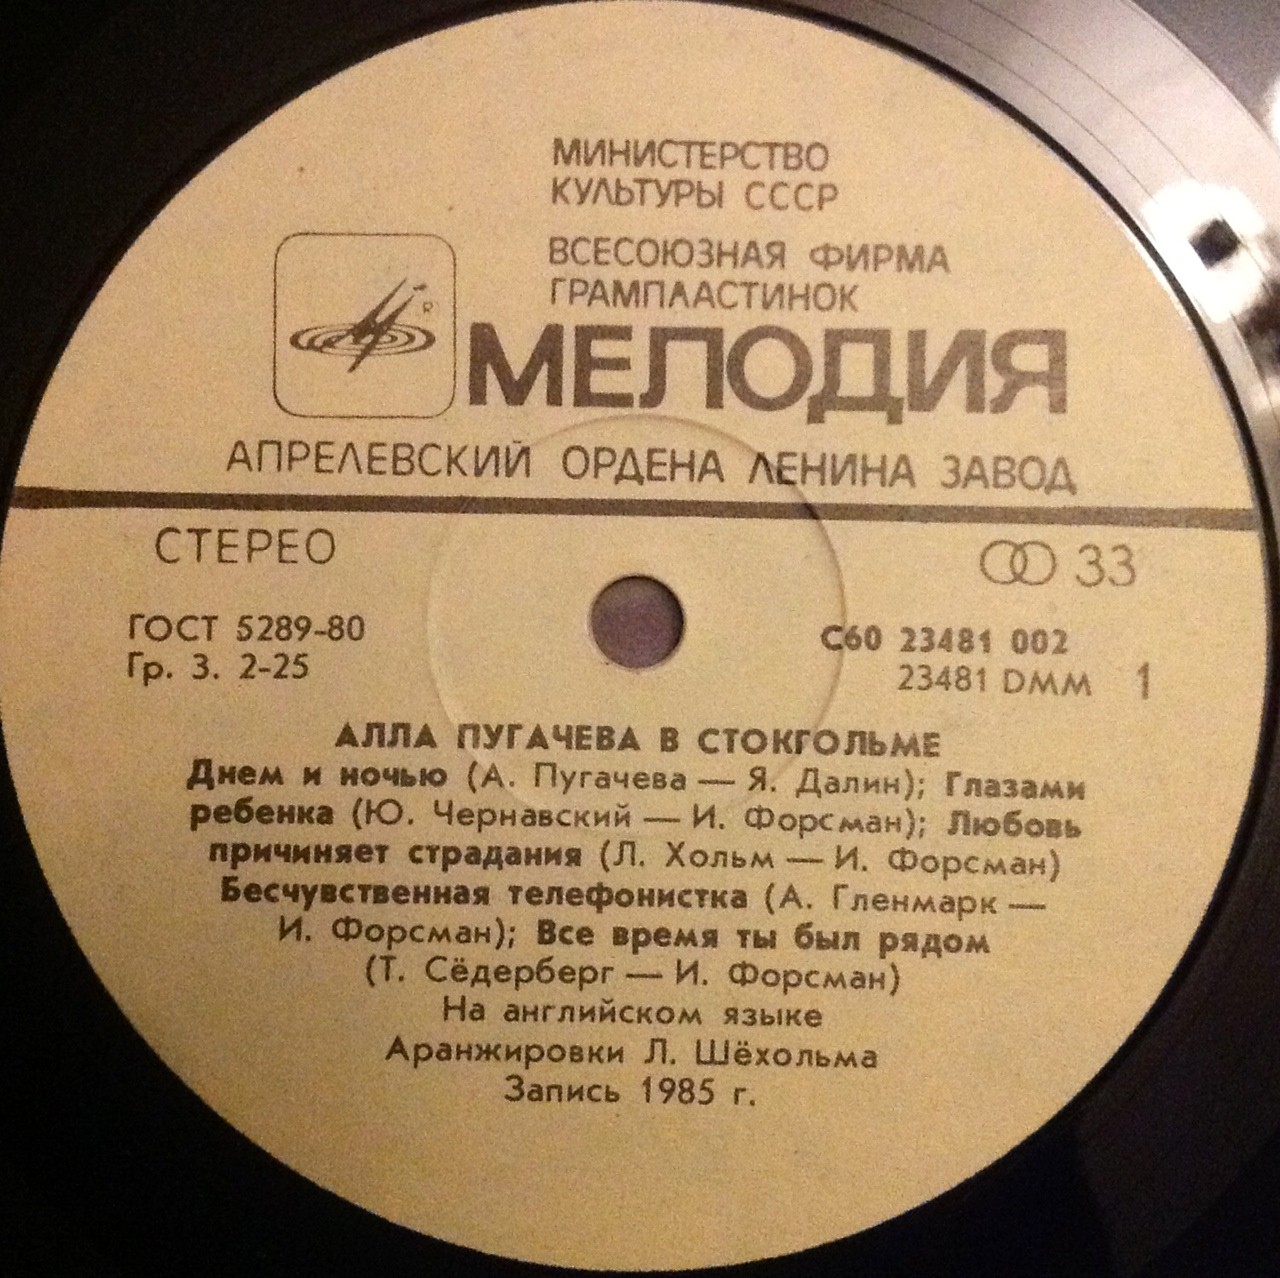 МИНИСТЕРСТВО
КУЛЬТУРЫ СССР
ВСЕСОЮЗНАЯ ФИРМА
ГРАМПЛАСТИНОК
МЕЛОДИЯ
АПРЕЛЕВСКИЙ ОРДЕНА ЛЕНИНА ЗАВОД
СТЕРЕО
33
ГОСТ 5289-80
Гр. 3. 2-25
С60 23481 002
23481 DMM 1
АЛЛА ПУГАЧЕВА В СТОКГОЛЬМЕ
Днем и ночью (А. Пугачева — Я. Далин); Глазами
ребенка (Ю. Чернавский — И. Форсман); Любовь
причиняет страдания (Л. Хольм — И. Форсман)
Бесчувственная телефонистка (А. Гленмарк —
И. Форсман); Все время ты был рядом
(Т. Сёдерберг — И. Форсман)
На английском языке
Аранжировки Л. Шёхольма
Запись 1985 г.